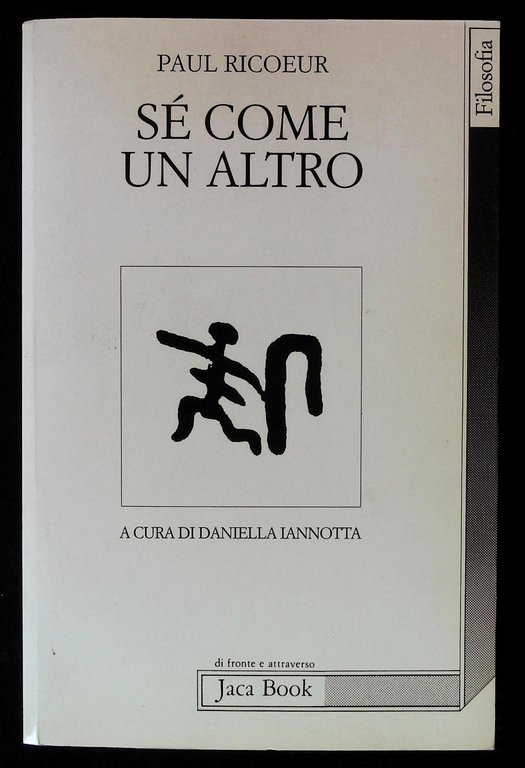 PAUL RICOEUR
SÉ COME
UN ALTRO
Filosofia
A CURA DI DANIELLA IANNOTTA
di fronte e attraverso
Jaca Book